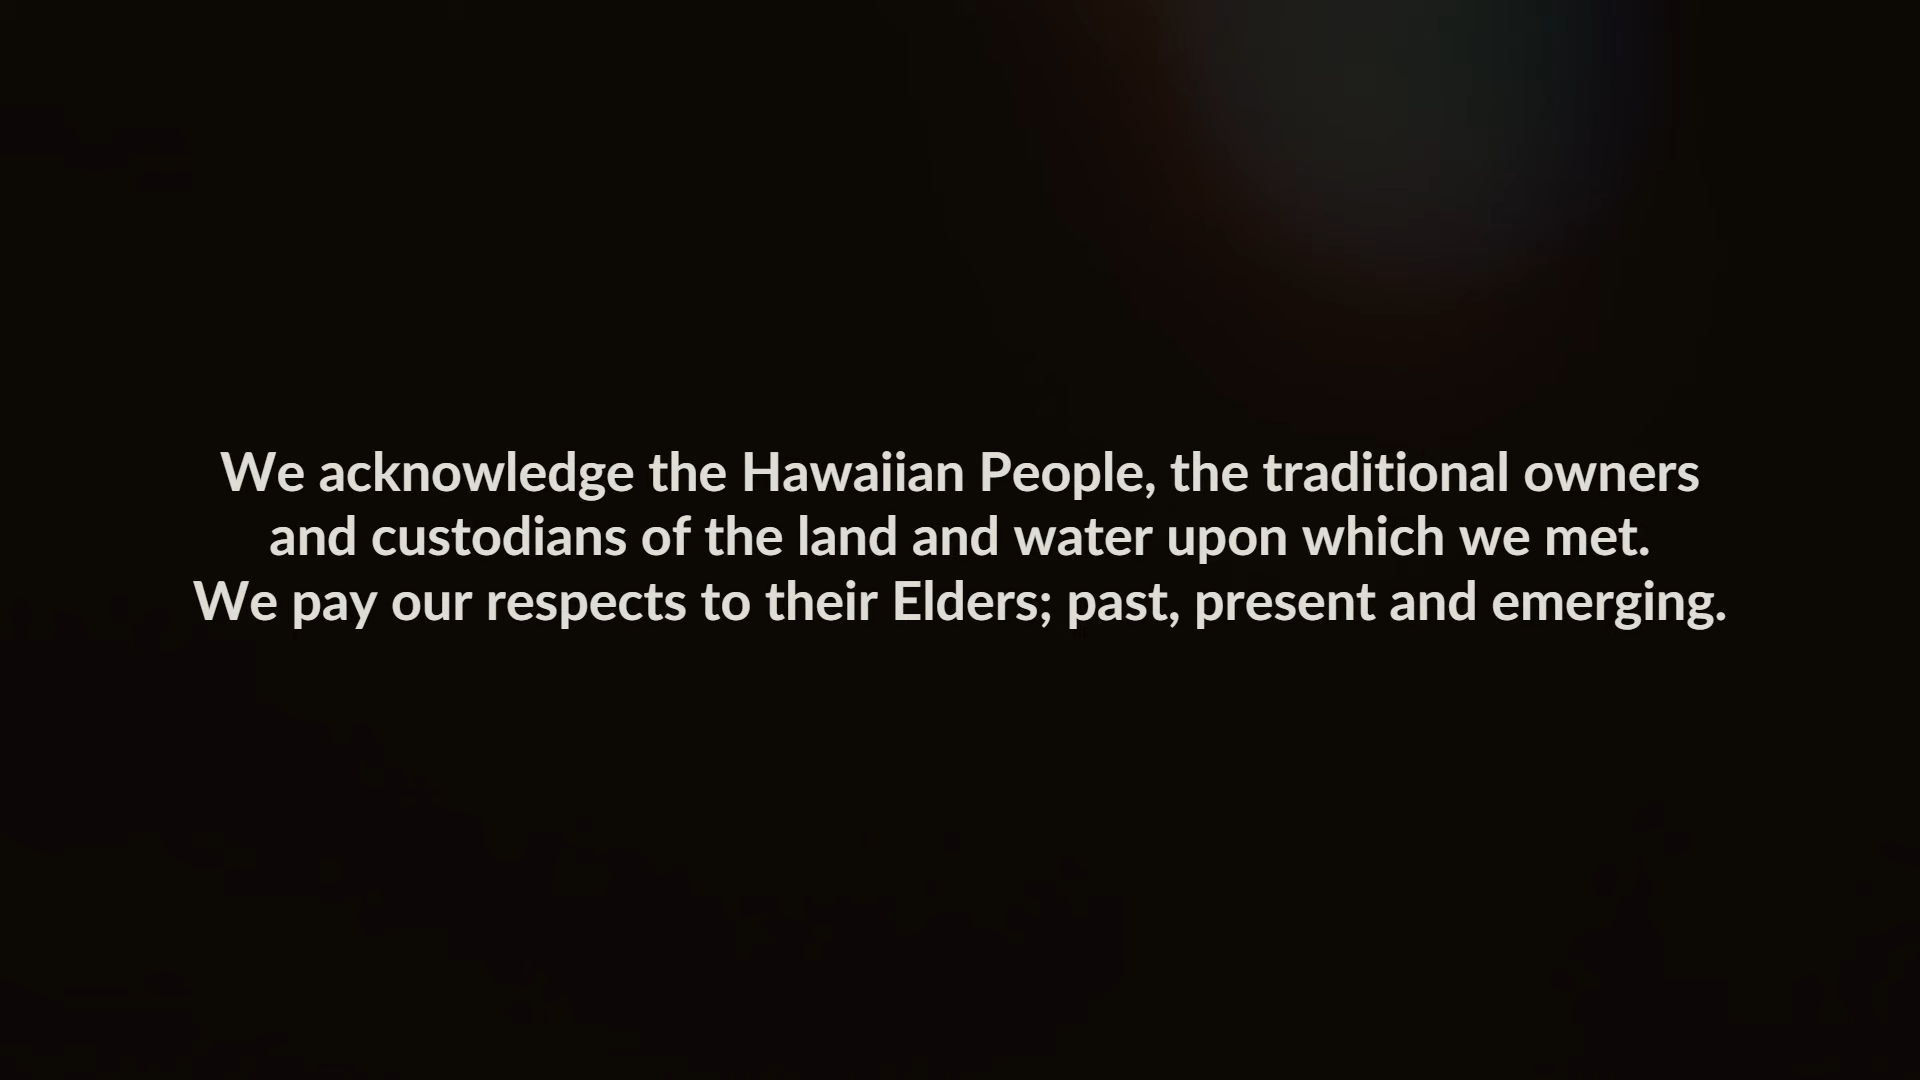 We acknowledge the Hawaiian People, the traditional owners
and custodians of the land and water upon which we met.
We pay our respects to their Elders; past, present and emerging.